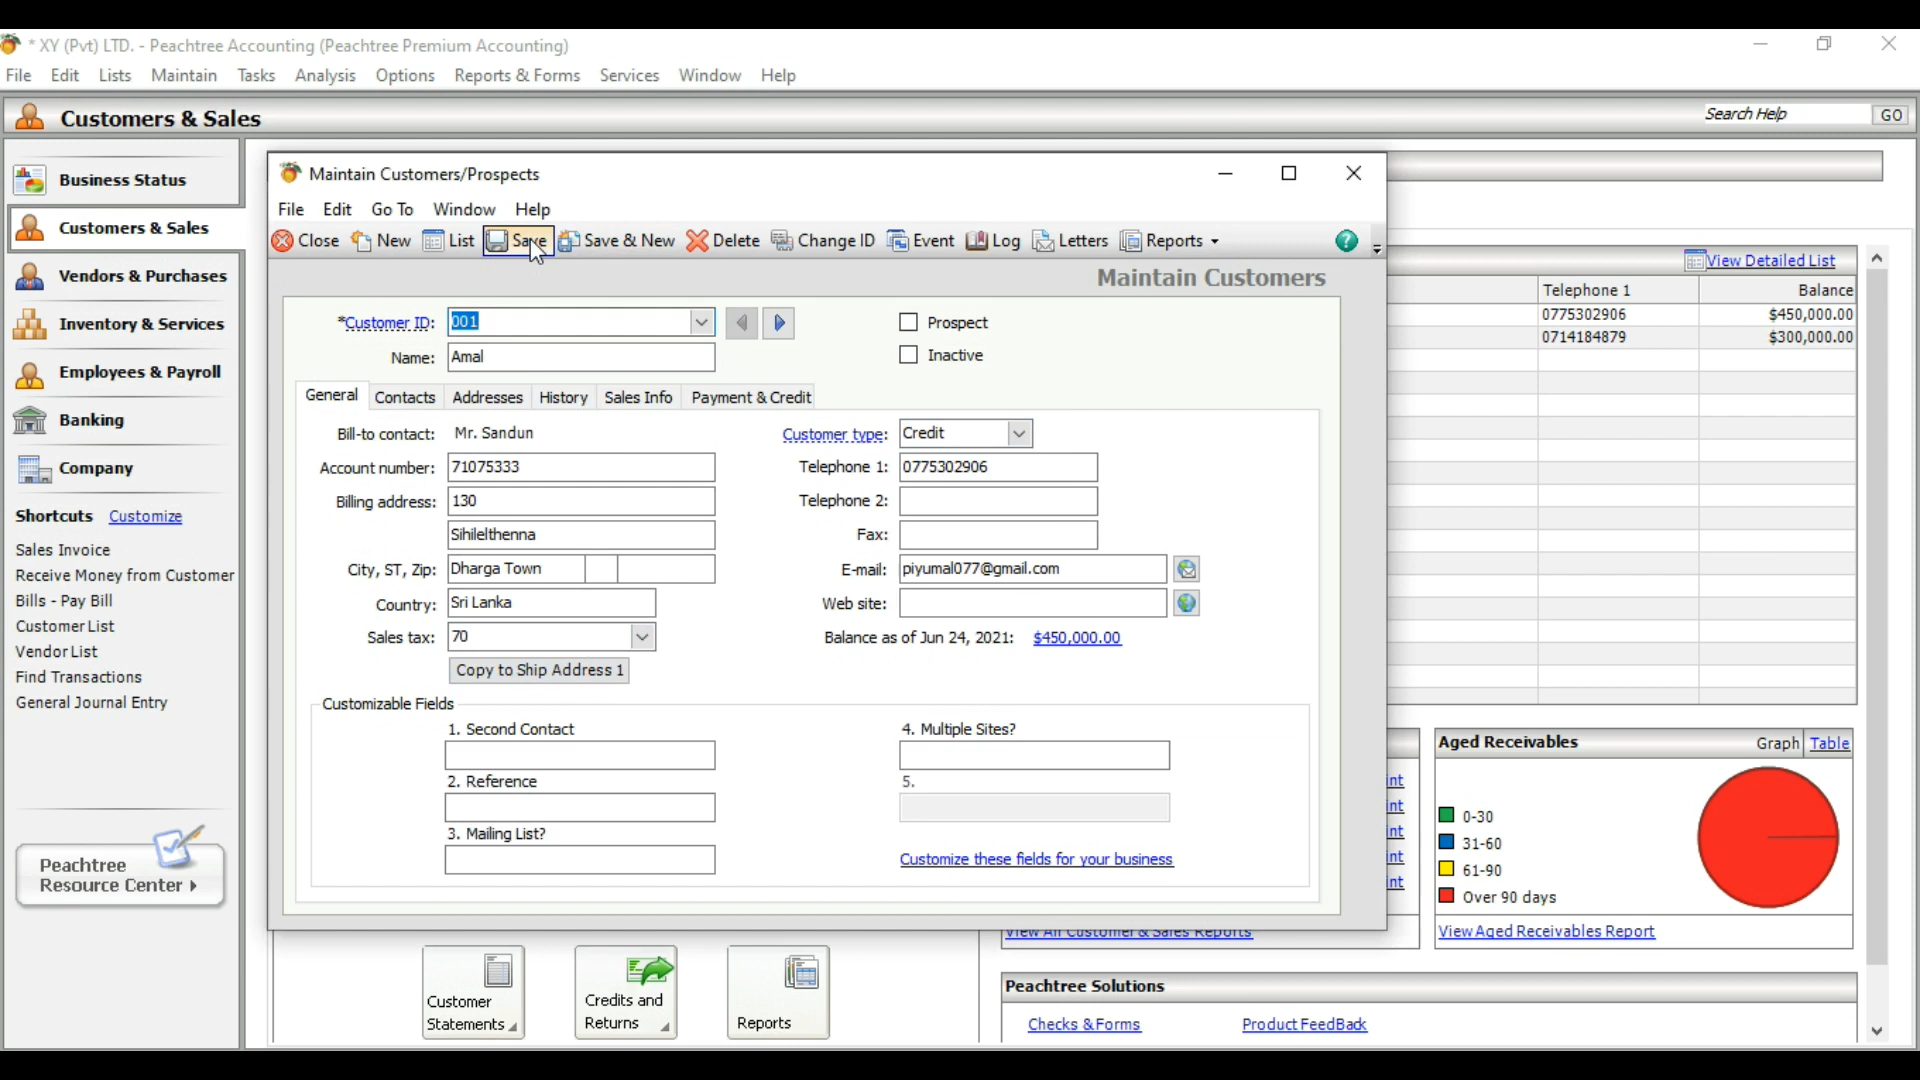 * XY (Pvt) LTD. - Peachtree Accounting (Peachtree Premium Accounting)
File Edit Lists Maintain Tasks Analysis Options Reports & Forms Services Window Help
Customers & Sales
Search Help GO
Business Status
Customers & Sales
Vendors & Purchases
Inventory & Services
Employees & Payroll
Banking
Company
Shortcuts Customize
Sales Invoice
Receive Money from Customer
Bills - Pay Bill
Customer List
Vendor List
Find Transactions
General Journal Entry
Peachtree
Resource Center
Maintain Customers/Prospects
File Edit Go To Window Help
Close New List Save Save & New Delete Change ID Event Log Letters Reports
Maintain Customers
*Customer ID: 001
Name: Amal
Prospect
Inactive
General Contacts Addresses History Sales Info Payment & Credit
Bill-to contact: Mr. Sandun
Account number: 71075333
Billing address: 130
Sihilelthenna
City, ST, Zip: Dharga Town
Country: Sri Lanka
Sales tax: 70
Copy to Ship Address 1
Customer type: Credit
Telephone 1: 0775302906
Telephone 2:
Fax:
E-mail: piyumal077@gmail.com
Web site:
Balance as of Jun 24, 2021: $450,000.00
Customizable Fields
1. Second Contact
2. Reference
3. Mailing List?
4. Multiple Sites?
5.
Customize these fields for your business
View Detailed List
Telephone 1 Balance
0775302906 $450,000.00
0714184879 $300,000.00
int
int
int
int
int
View All Customer & Sales Reports
Aged Receivables Graph Table
0-30
31-60
61-90
Over 90 days
View Aged Receivables Report
Customer
Statements
Credits and
Returns
Reports
Peachtree Solutions
Checks & Forms Product FeedBack